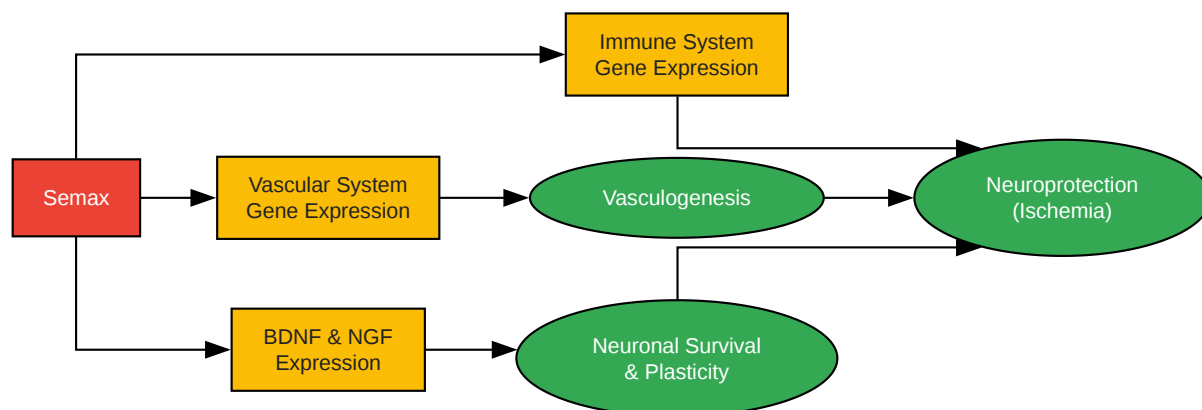 Immune System
Gene Expression
Semax
Vascular System
Gene Expression
Vasculogenesis
Neuroprotection
(Ischemia)
BDNF & NGF
Expression
Neuronal Survival
& Plasticity